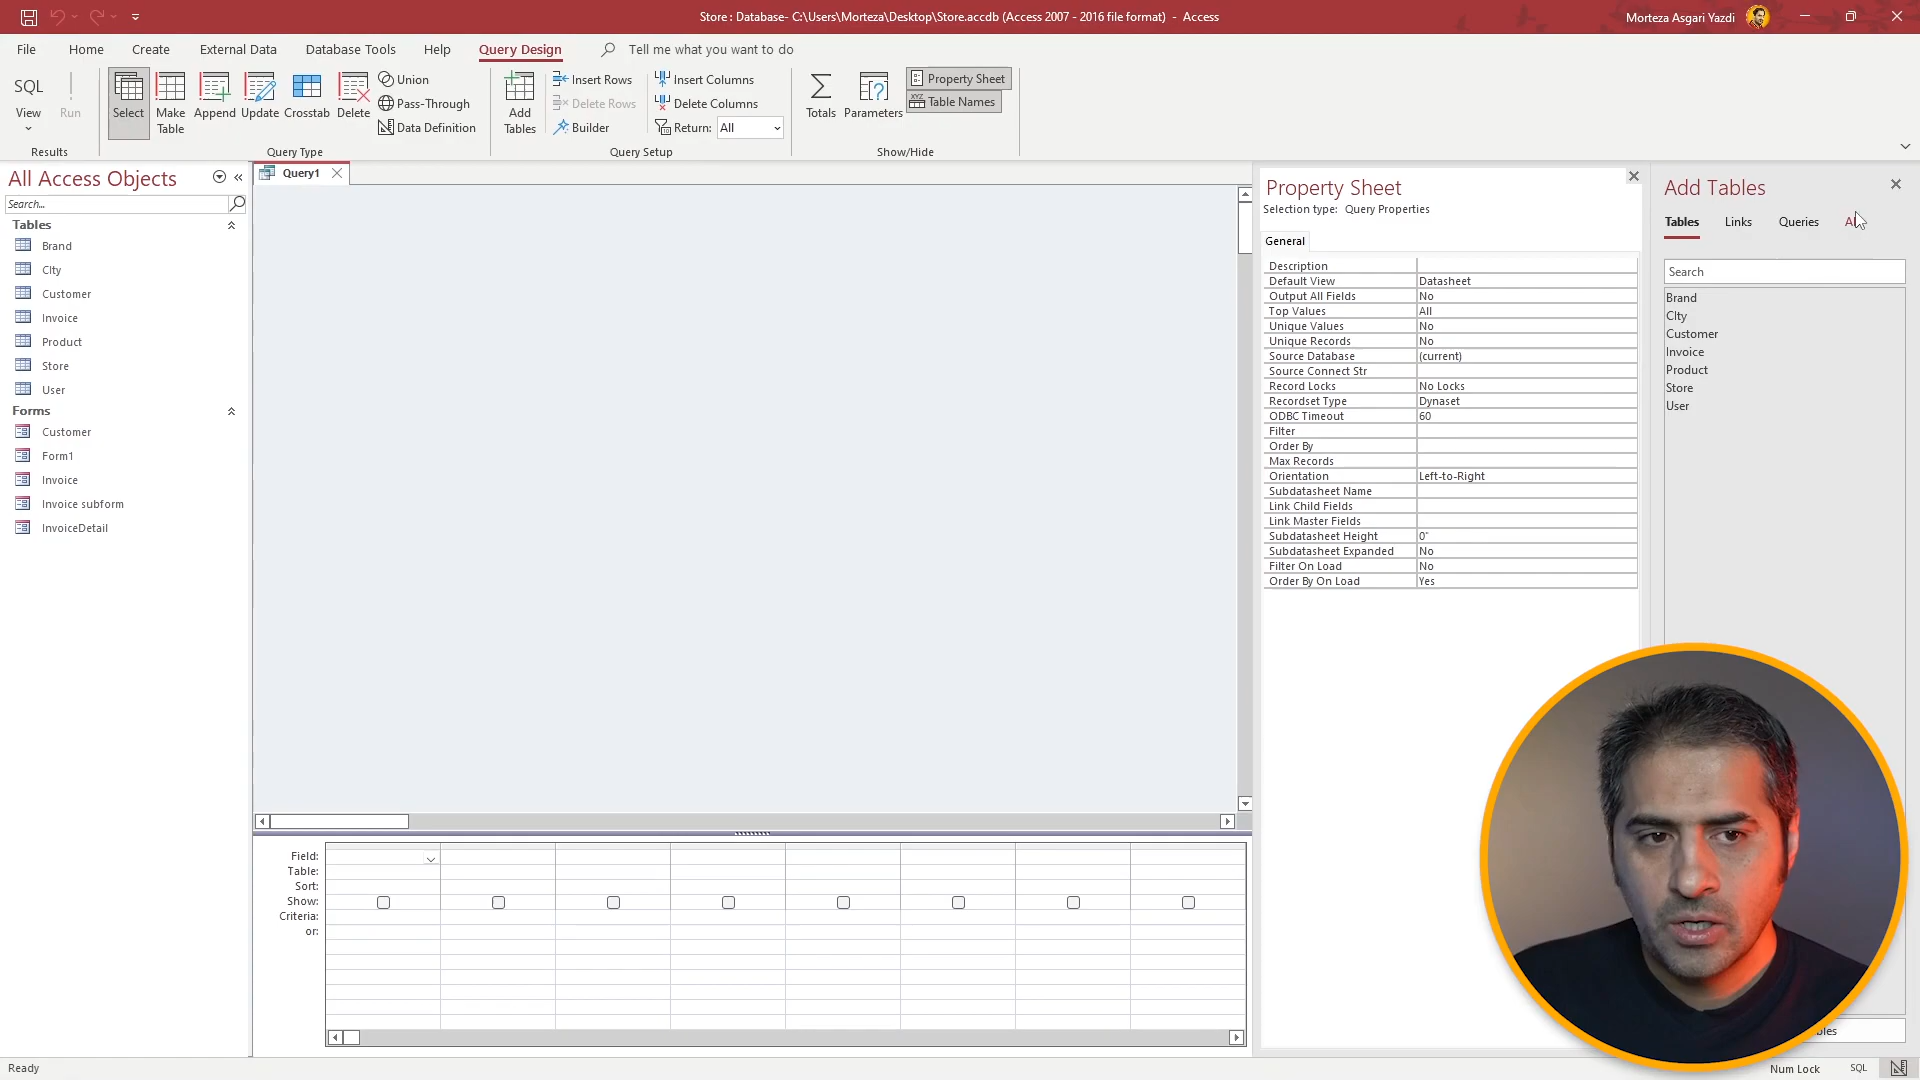 Store : Database- C:\Users\Morteza\Desktop\Store.accdb (Access 2007 - 2016 file format)  -  Access
Morteza Asgari Yazdi
File
Home
Create
External Data
Database Tools
Help
Query Design
Tell me what you want to do
SQL
View
Run
Results
Select
Make Table
Append
Update
Crosstab
Delete
Union
Pass-Through
Data Definition
Query Type
Add Tables
Insert Rows
Delete Rows
Builder
Insert Columns
Delete Columns
Return: All
Query Setup
Totals
Parameters
Property Sheet
XYZ Table Names
Show/Hide
All Access Objects
Search...
Tables
Brand
CIty
Customer
Invoice
Product
Store
User
Forms
Customer
Form1
Invoice
Invoice subform
InvoiceDetail
Query1
Field:
Table:
Sort:
Show:
Criteria:
or:
Property Sheet
Selection type: Query Properties
General
Description
Default View Datasheet
Output All Fields No
Top Values All
Unique Values No
Unique Records No
Source Database (current)
Source Connect Str
Record Locks No Locks
Recordset Type Dynaset
ODBC Timeout 60
Filter
Order By
Max Records
Orientation Left-to-Right
Subdatasheet Name
Link Child Fields
Link Master Fields
Subdatasheet Height 0"
Subdatasheet Expanded No
Filter On Load No
Order By On Load Yes
Add Tables
Tables
Links
Queries
Search
Brand
CIty
Customer
Invoice
Product
Store
User
Ready
Num Lock
SQL